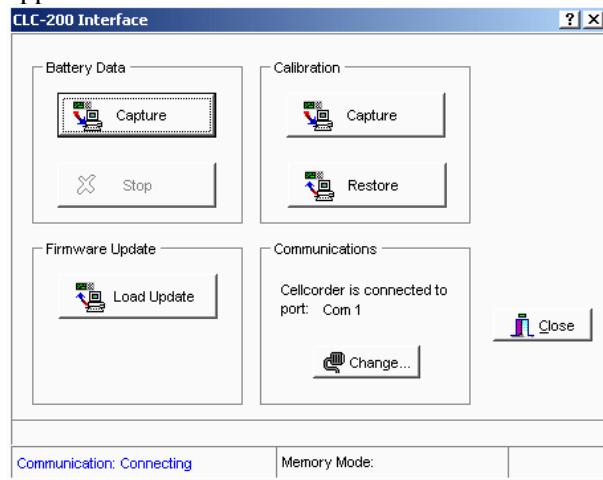 CLC-200 Interface
Battery Data
Capture
Stop
Calibration
Capture
Restore
Firmware Update
Load Update
Communications
Cellcorder is connected to
port: Com 1
Change...
Close
Communication: Connecting
Memory Mode: